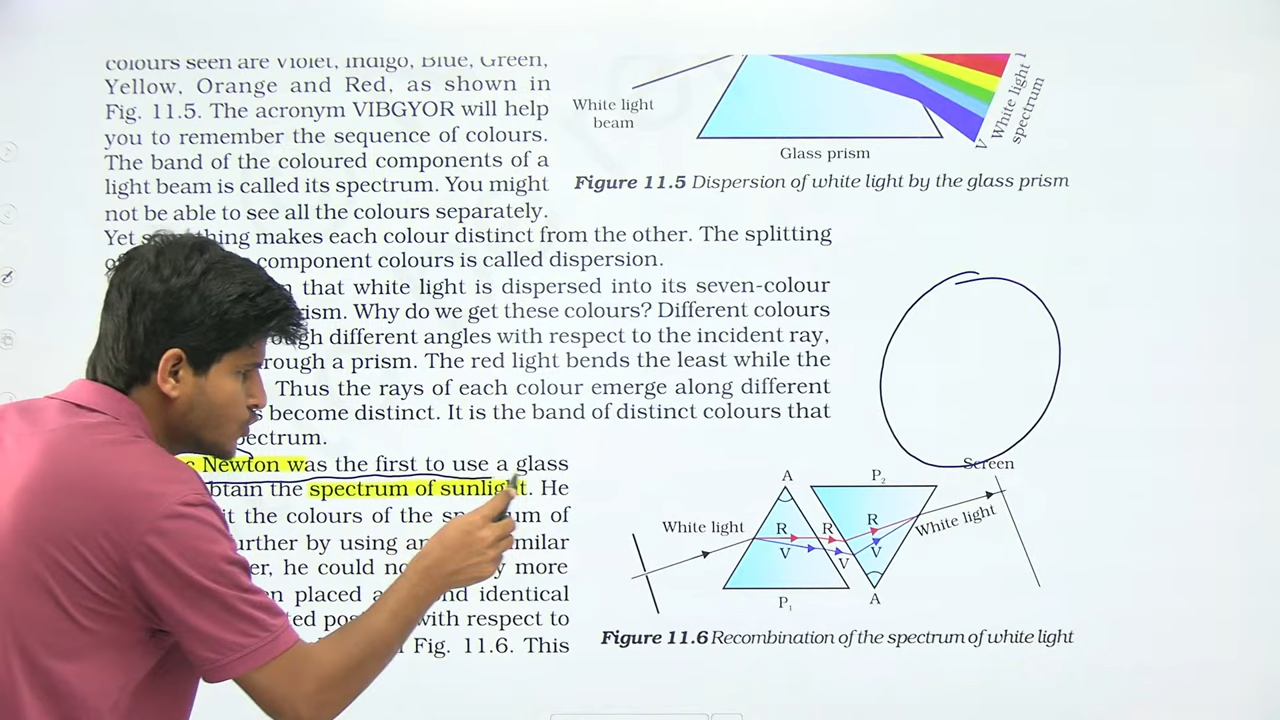 colours seen are Violet, Indigo, Blue, Green,
Yellow, Orange and Red, as shown in
Fig. 11.5. The acronym VIBGYOR will help
you to remember the sequence of colours.
The band of the coloured components of a
light beam is called its spectrum. You might
not be able to see all the colours separately.
Yet makes each colour distinct from the other. The splitting
component colours is called dispersion.
that white light is dispersed into its seven-colour
Why do we get these colours? Different colours
different angles with respect to the incident ray,
a prism. The red light bends the least while the
Thus the rays of each colour emerge along different
become distinct. It is the band of distinct colours that
Newton was the first to use a glass
the spectrum of sunlight. He
the colours of the of
further by using
he could more
placed identical
with respect to
Fig. 11.6. This
White light
beam
Glass prism
White light
spectrum
V
Figure 11.5 Dispersion of white light by the glass prism
Screen
A
P2
White light
R
R
R
White light
V
V
V
P1
A
Figure 11.6 Recombination of the spectrum of white light